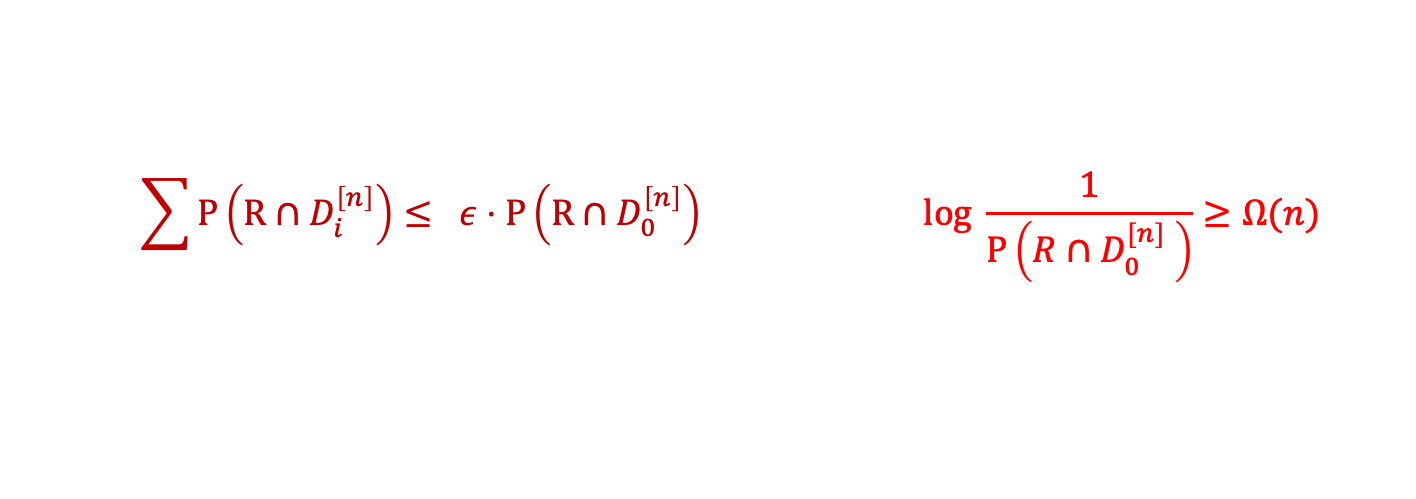 ∑ P(R ∩ D_i^{[n]}) ≤ ϵ · P(R ∩ D_0^{[n]})
log 1 / P(R ∩ D_0^{[n]}) ≥ Ω(n)